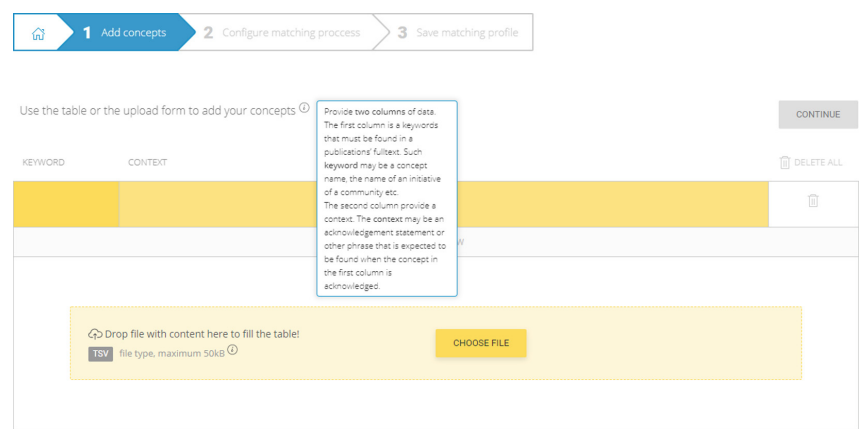 1 Add concepts 2 Configure matching proccess 3 Save matching profile
Use the table or the upload form to add your concepts
CONTINUE
Provide two columns of data.
The first column is a keywords
that must be found in a
publications' fulltext. Such
keyword may be a concept
name, the name of an initiative
of a community etc.
The second column provide a
context. The context may be an
acknowledgement statement or
other phrase that is expected to
be found when the concept in
the first column is
acknowledged.
KEYWORD CONTEXT
DELETE ALL
Drop file with content here to fill the table!
TSV file type, maximum 50kB
CHOOSE FILE